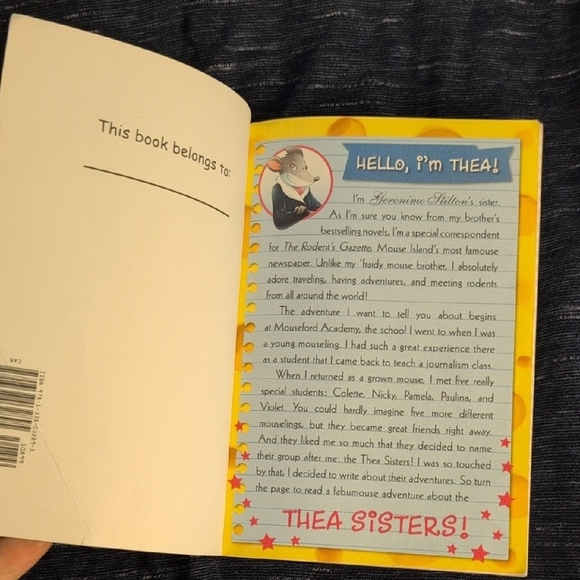 This book belongs to:
HELLO, i'm THEA!
I'm Geronimo Stilton's sister.
As I'm sure you know from my brother's
bestselling novels, I'm a special correspondent
for The Rodent's Gazette, Mouse Island's most famouse
newspaper. Unlike my 'fraidy mouse brother, I absolutely
adore traveling, having adventures, and meeting rodents
from all around the world!
The adventure I want to tell you about begins
at Mouseford Academy, the school I went to when I was
a young mouseling. I had such a great experience there
as a student that I came back to teach a journalism class.
When I returned as a grown mouse, I met five really
special students: Colette, Nicky, Pamela, Paulina, and
Violet. You could hardly imagine five more different
mouselings, but they became great friends right away.
And they liked me so much that they decided to name
their group after me: the Thea Sisters! I was so touched
by that, I decided to write about their adventures. So turn
the page to read a fabumouse adventure about the
THEA SISTERS!